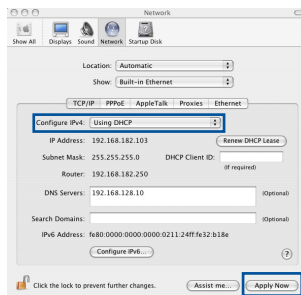 Network
Show All Displays Sound Network Startup Disk
Location: Automatic
Show: Built-in Ethernet
TCP/IP PPPoE AppleTalk Proxies Ethernet
Configure IPv4: Using DHCP
IP Address: 192.168.182.103 Renew DHCP Lease
Subnet Mask: 255.255.255.0 DHCP Client ID:
(If required)
Router: 192.168.182.250
DNS Servers: 192.168.128.10 (Optional)
Search Domains: (Optional)
IPv6 Address: fe80:0000:0000:0000:0211:24ff:fe32:b18e
Configure IPv6... ?
Click the lock to prevent further changes. Assist me... Apply Now